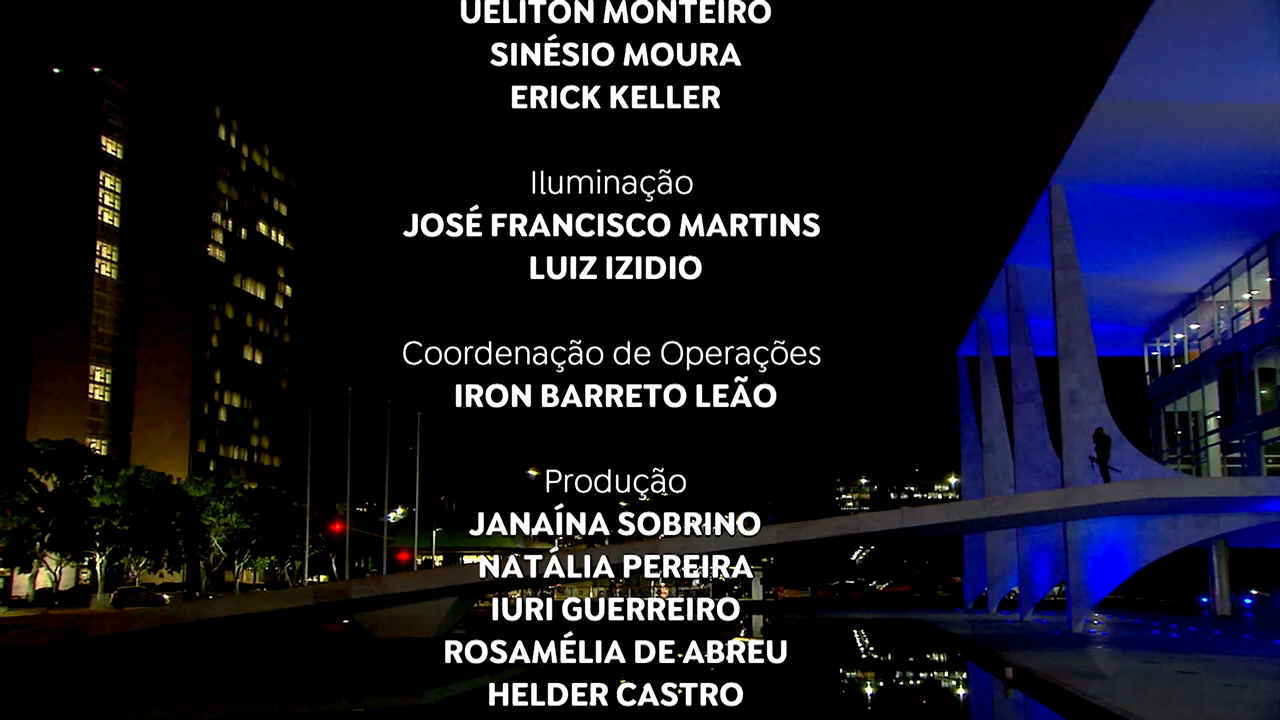 UELITON MONTEIRO
SINÉSIO MOURA
ERICK KELLER
Iluminação
JOSÉ FRANCISCO MARTINS
LUIZ IZIDIO
Coordenação de Operações
IRON BARRETO LEÃO
Produção
JANAÍNA SOBRINO
NATÁLIA PEREIRA
IURI GUERREIRO
ROSAMÉLIA DE ABREU
HELDER CASTRO